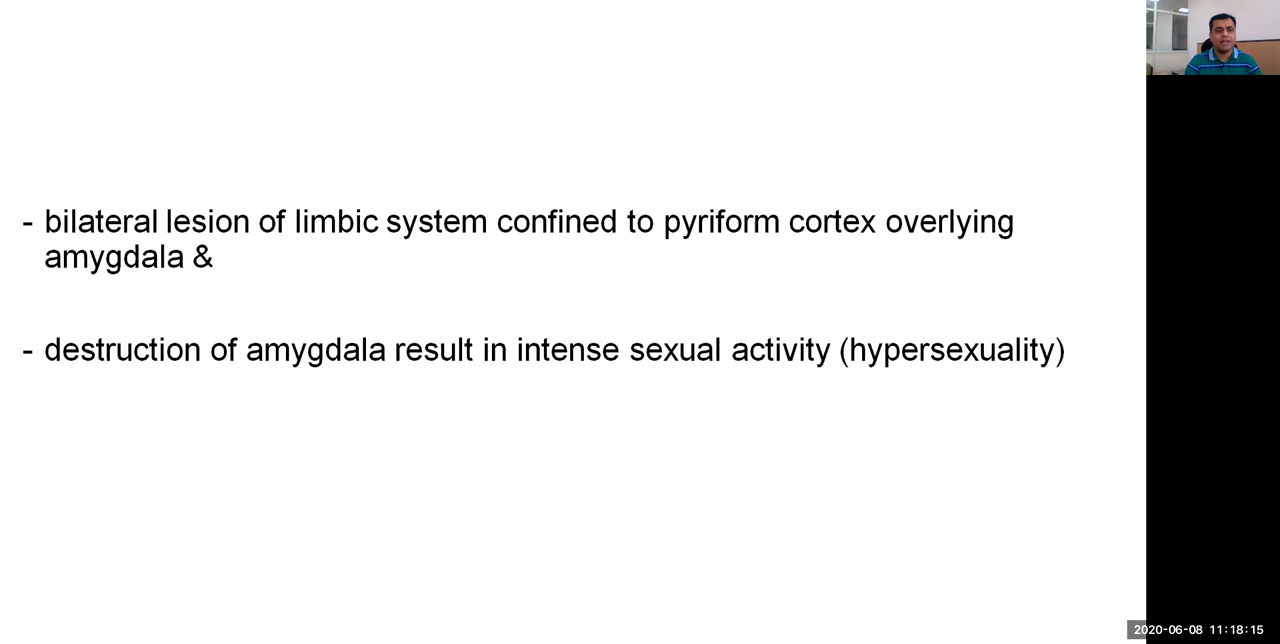 - bilateral lesion of limbic system confined to pyriform cortex overlying
amygdala &
- destruction of amygdala result in intense sexual activity (hypersexuality)
2020-06-08 11:18:15